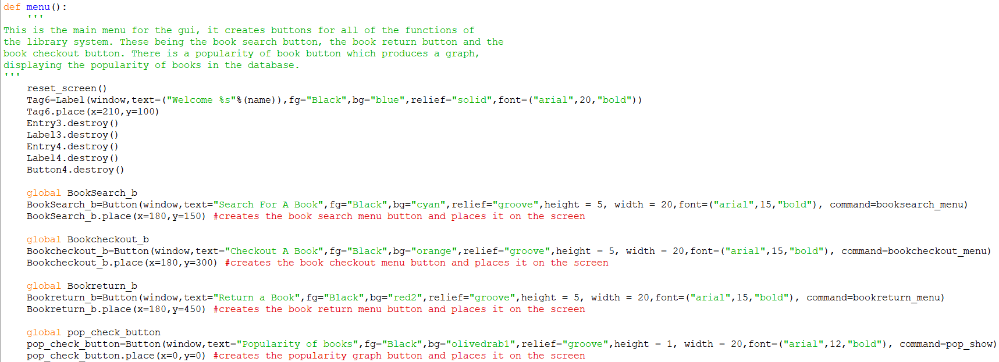 def menu():
    '''
This is the main menu for the gui, it creates buttons for all of the functions of
the library system. These being the book search button, the book return button and the
book checkout button. There is a popularity of book button which produces a graph,
displaying the popularity of books in the database.
'''
    reset_screen()
    Tag6=Label(window,text=("Welcome %s"%(name)),fg="Black",bg="blue",relief="solid",font=("arial",20,"bold"))
    Tag6.place(x=210,y=100)
    Entry3.destroy()
    Label3.destroy()
    Entry4.destroy()
    Label4.destroy()
    Button4.destroy()

    global BookSearch_b
    BookSearch_b=Button(window,text="Search For A Book",fg="Black",bg="cyan",relief="groove",height = 5, width = 20,font=("arial",15,"bold"), command=booksearch_menu)
    BookSearch_b.place(x=180,y=150) #creates the book search menu button and places it on the screen

    global Bookcheckout_b
    Bookcheckout_b=Button(window,text="Checkout A Book",fg="Black",bg="orange",relief="groove",height = 5, width = 20,font=("arial",15,"bold"), command=bookcheckout_menu)
    Bookcheckout_b.place(x=180,y=300) #creates the book checkout menu button and places it on the screen

    global Bookreturn_b
    Bookreturn_b=Button(window,text="Return a Book",fg="Black",bg="red2",relief="groove",height = 5, width = 20,font=("arial",15,"bold"), command=bookreturn_menu)
    Bookreturn_b.place(x=180,y=450) #creates the book return menu button and places it on the screen

    global pop_check_button
    pop_check_button=Button(window,text="Popularity of books",fg="Black",bg="olivedrab1",relief="groove",height = 1, width = 20,font=("arial",12,"bold"), command=pop_show)
    pop_check_button.place(x=0,y=0) #creates the popularity graph button and places it on the screen